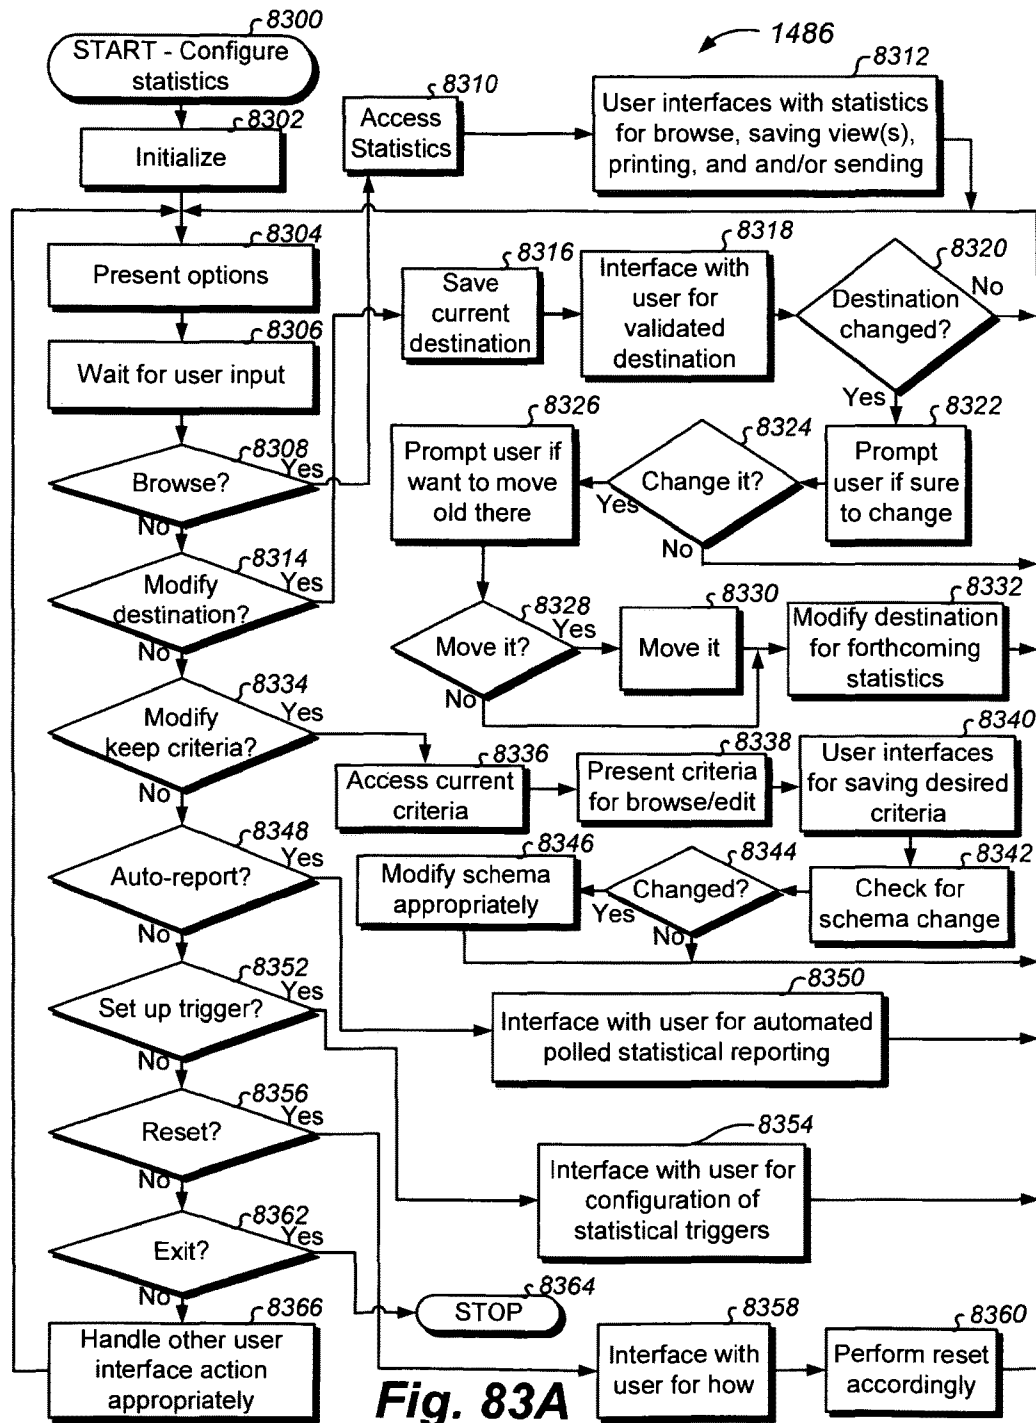 8300
START - Configure
statistics
1486
8302
Initialize
8310
Access
Statistics
8312
User interfaces with statistics
for browse, saving view(s),
printing, and and/or sending
8304
Present options
8306
Wait for user input
8308
Browse?
Yes
No
8316
Save
current
destination
8318
Interface with
user for
validated
destination
8320
Destination
changed?
No
Yes
8322
Prompt
user if sure
to change
8324
Change it?
Yes
No
8326
Prompt user if
want to move
old there
8314
Modify
destination?
Yes
No
8328
Move it?
Yes
No
8330
Move it
8332
Modify destination
for forthcoming
statistics
8334
Modify
keep criteria?
Yes
No
8336
Access current
criteria
8338
Present criteria
for browse/edit
8340
User interfaces
for saving desired
criteria
8342
Check for
schema change
8344
Changed?
Yes
No
8346
Modify schema
appropriately
8348
Auto-report?
Yes
No
8350
Interface with user for automated
polled statistical reporting
8352
Set up trigger?
Yes
No
8354
Interface with user for
configuration of
statistical triggers
8356
Reset?
Yes
No
8358
Interface with
user for how
8360
Perform reset
accordingly
8362
Exit?
Yes
No
8364
STOP
8366
Handle other user
interface action
appropriately
Fig. 83A